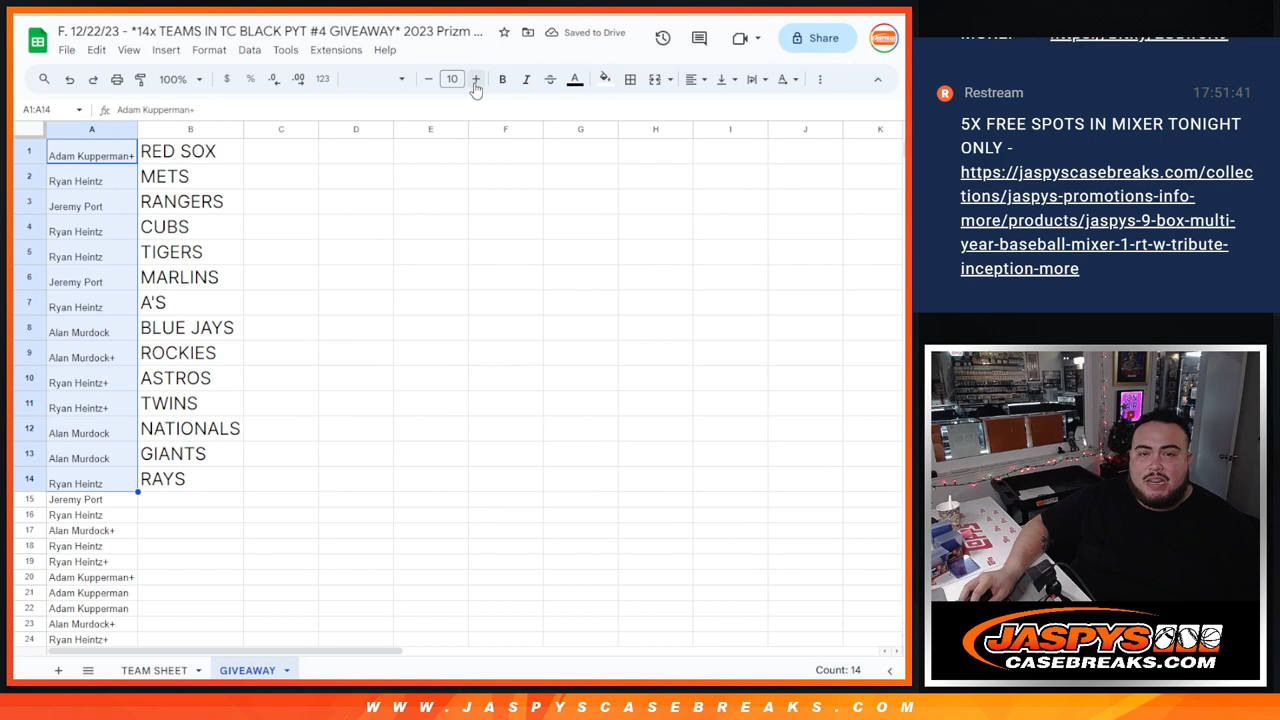 F. 12/22/23 - *14x TEAMS IN TC BLACK PYT #4 GIVEAWAY* 2023 Prizm ...
Saved to Drive
Share
File Edit View Insert Format Data Tools Extensions Help
100% $ % .0 .00 123 10 B I A
A1:A14 fx Adam Kupperman+
A B C D E F G H I J K
1 Adam Kupperman+ RED SOX
2 Ryan Heintz METS
3 Jeremy Port RANGERS
4 Ryan Heintz CUBS
5 Ryan Heintz TIGERS
6 Jeremy Port MARLINS
7 Ryan Heintz A'S
8 Alan Murdock BLUE JAYS
9 Alan Murdock+ ROCKIES
10 Ryan Heintz+ ASTROS
11 Ryan Heintz+ TWINS
12 Alan Murdock NATIONALS
13 Alan Murdock GIANTS
14 Ryan Heintz RAYS
15 Jeremy Port
16 Ryan Heintz
17 Alan Murdock+
18 Ryan Heintz
19 Ryan Heintz+
20 Adam Kupperman+
21 Adam Kupperman
22 Adam Kupperman
23 Alan Murdock+
24 Ryan Heintz+
TEAM SHEET GIVEAWAY Count: 14
R Restream 17:51:41
5X FREE SPOTS IN MIXER TONIGHT
ONLY -
https://jaspyscasebreaks.com/collec
tions/jaspys-promotions-info-
more/products/jaspys-9-box-multi-
year-baseball-mixer-1-rt-w-tribute-
inception-more
JASPYS
CASEBREAKS.COM
WWW.JASPYSCASEBREAKS.COM